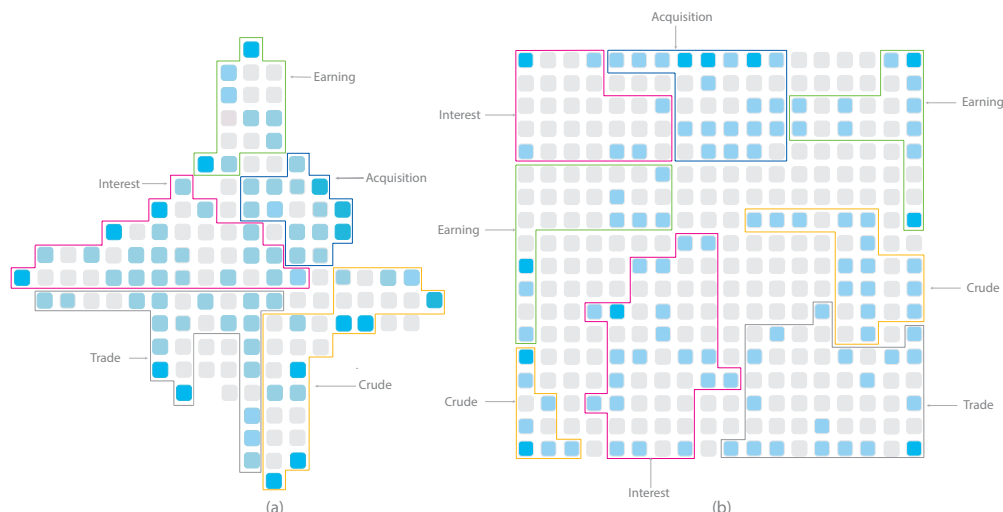 Earning
Interest
Acquisition
Trade
Crude
(a)
Acquisition
Interest
Earning
Earning
Crude
Crude
Trade
Interest
(b)